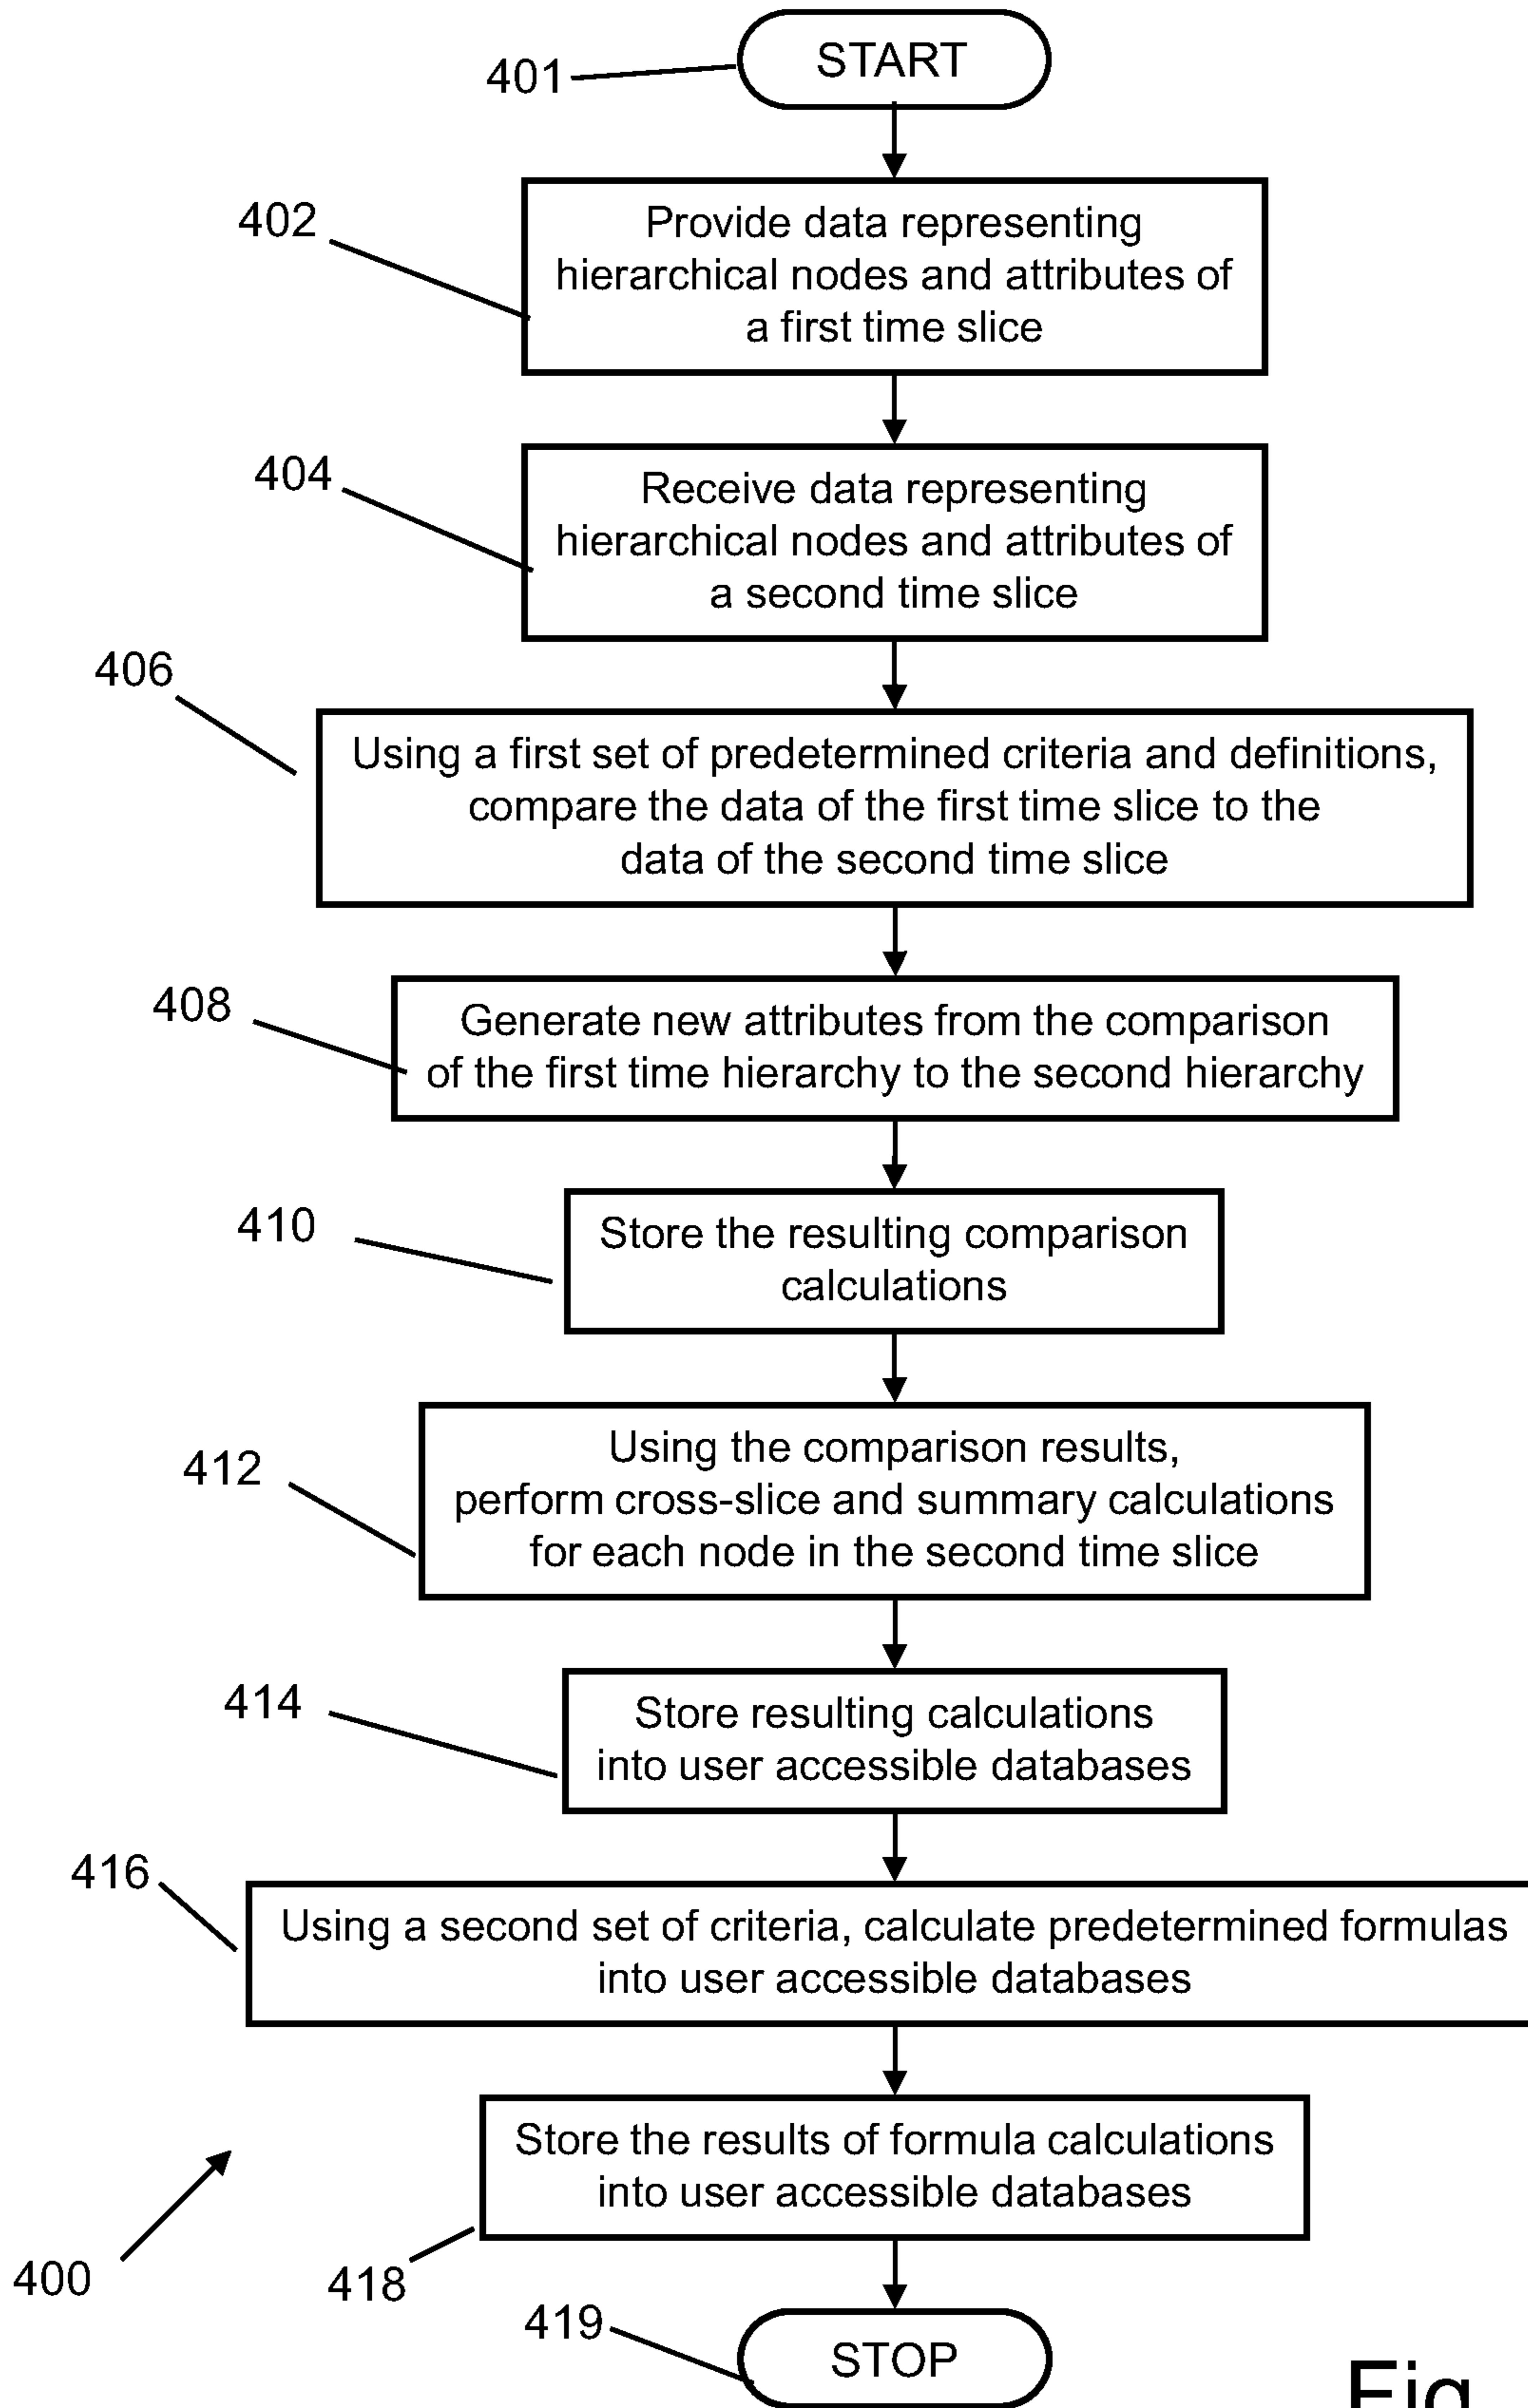 START
401
402
Provide data representing
hierarchical nodes and attributes of
a first time slice
404
Receive data representing
hierarchical nodes and attributes of
a second time slice
406
Using a first set of predetermined criteria and definitions,
compare the data of the first time slice to the
data of the second time slice
408
Generate new attributes from the comparison
of the first time hierarchy to the second hierarchy
410
Store the resulting comparison
calculations
412
Using the comparison results,
perform cross-slice and summary calculations
for each node in the second time slice
414
Store resulting calculations
into user accessible databases
416
Using a second set of criteria, calculate predetermined formulas
into user accessible databases
Store the results of formula calculations
into user accessible databases
400
418
419
STOP
Fig